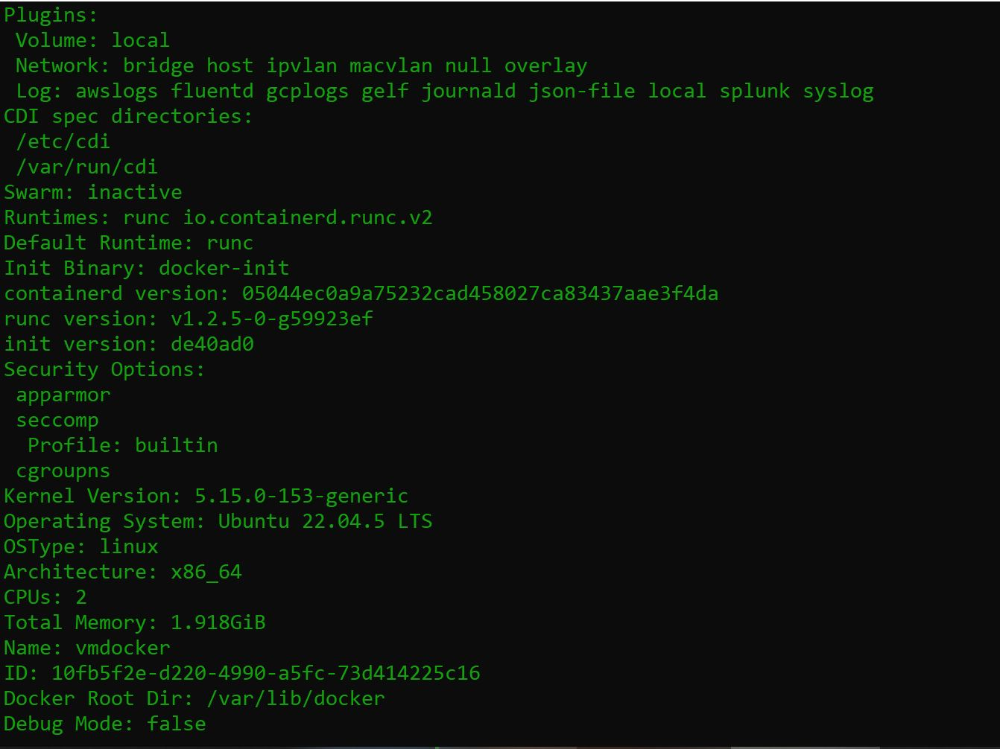 Plugins:
 Volume: local
 Network: bridge host ipvlan macvlan null overlay
 Log: awslogs fluentd gcplogs gelf journald json-file local splunk syslog
CDI spec directories:
 /etc/cdi
 /var/run/cdi
Swarm: inactive
Runtimes: runc io.containerd.runc.v2
Default Runtime: runc
Init Binary: docker-init
containerd version: 05044ec0a9a75232cad458027ca83437aae3f4da
runc version: v1.2.5-0-g59923ef
init version: de40ad0
Security Options:
 apparmor
 seccomp
  Profile: builtin
 cgroupns
Kernel Version: 5.15.0-153-generic
Operating System: Ubuntu 22.04.5 LTS
OSType: linux
Architecture: x86_64
CPUs: 2
Total Memory: 1.918GiB
Name: vmdocker
ID: 10fb5f2e-d220-4990-a5fc-73d414225c16
Docker Root Dir: /var/lib/docker
Debug Mode: false